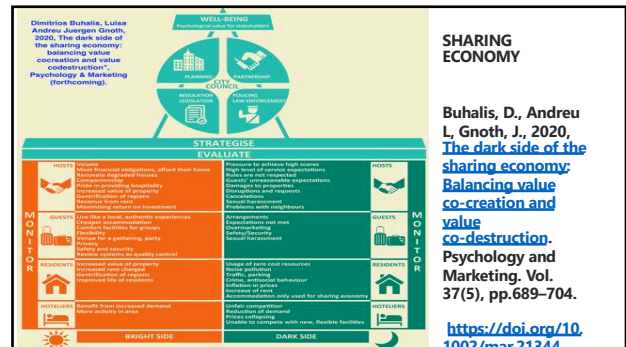 Dimitrios Buhalis, Luisa
Andreu Juergen Gnoth,
2020, The dark side of
the sharing economy:
balancing value
cocreation and value
codestruction",
Psychology & Marketing
(forthcoming).
WELL-BEING
Psychological value for stakeholders
PLANNING
PARTNERSHIP
CITY
COUNCIL
REGULATION
LEGISLATION
POLICING
LAW ENFORCEMENT
STRATEGISE
EVALUATE
MONITOR
HOSTS
Income
Meet financial obligations, afford their home
Renovate degraded houses
Companionship
Pride in providing hospitality
Increased value of property
Gentrification of regions
Revenue from rent
Maximising return on investment
Pressure to achieve high scores
High level of service expectations
Rules are not respected
Guests' unreasonable expectations
Damages to properties
Disruptions and requests
Cancelations
Sexual harassment
Problems with neighbours
HOSTS
GUESTS
Live like a local, authentic experiences
Cheaper accommodation
Comfort facilities for groups
Flexibility
Venue for a gathering, party
Privacy
Safety and security
Review systems as quality control
Arrangements
Expectations not met
Overmarketing
Safety/Security
Sexual harassment
GUESTS
RESIDENTS
Increased value of property
Increased rent charged
Gentrification of regions
Improved life of residents
Usage of zero cost resources
Noise pollution
Traffic, parking
Crime, antisocial behaviour
Inflation in prices
Increase of rent
Accommodation only used for sharing economy
RESIDENTS
HOTELIERS
Benefit from increased demand
More activity in area
Unfair competition
Reduction of demand
Prices collapsing
Unable to compete with new, flexible facilities
HOTELIERS
MONITOR
BRIGHT SIDE
DARK SIDE
SHARING
ECONOMY
Buhalis, D., Andreu
L, Gnoth, J., 2020,
The dark side of the
sharing economy:
Balancing value
co-creation and
value
co-destruction.
Psychology and
Marketing. Vol.
37(5), pp.689–704.
https://doi.org/10.
1002/mar.21344